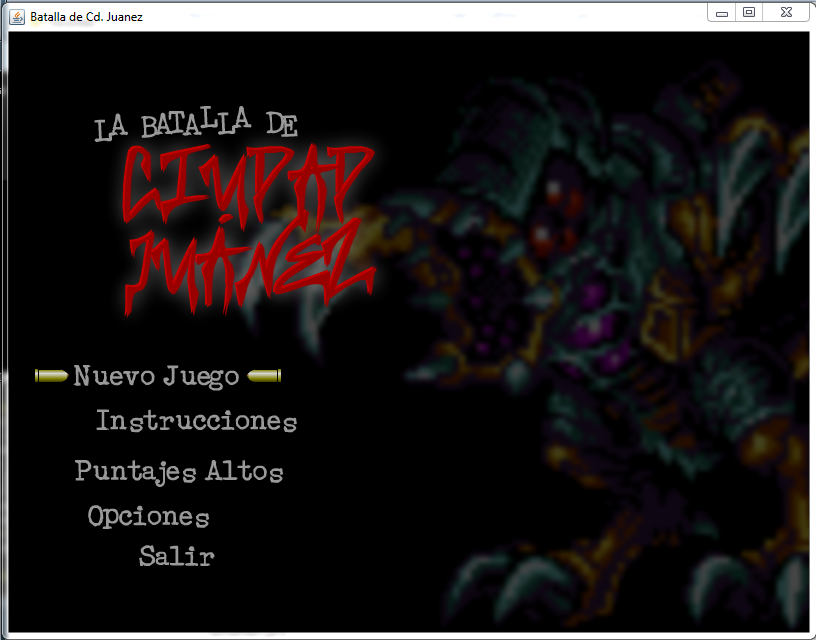 Batalla de Cd. Juanez
LA BATALLA DE
CIUDAD
JUÁNEZ
Nuevo Juego
Instrucciones
Puntajes Altos
Opciones
Salir